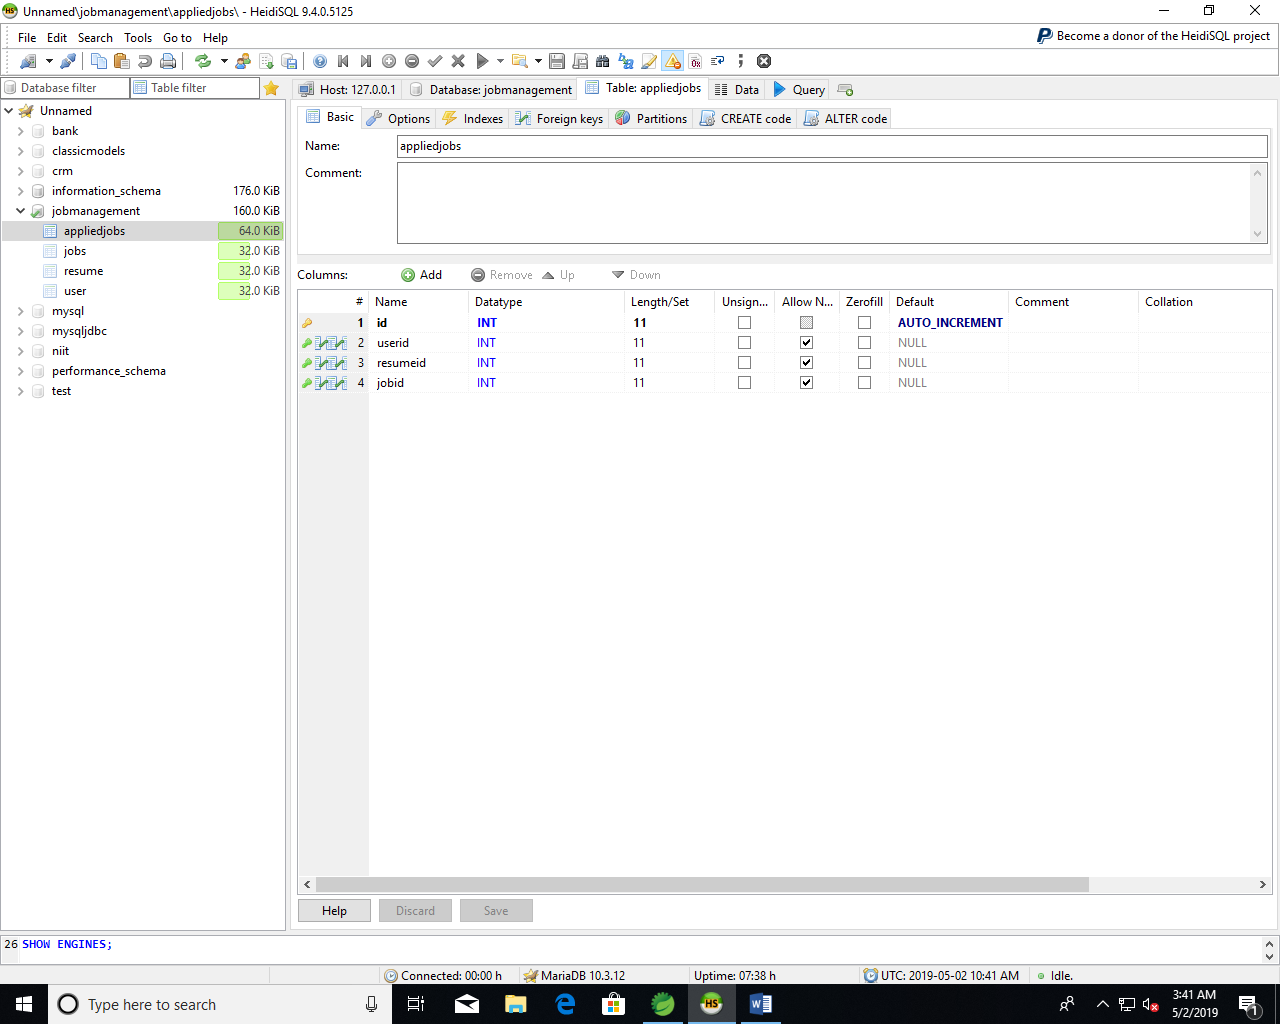 Unnamed\jobmanagement\appliedjobs\ - HeidiSQL 9.4.0.5125
File Edit Search Tools Go to Help
Become a donor of the HeidiSQL project
Database filter Table filter
Host: 127.0.0.1 Database: jobmanagement Table: appliedjobs Data Query
Unnamed
bank
classicmodels
crm
information_schema 176.0 KiB
jobmanagement 160.0 KiB
appliedjobs 64.0 KiB
jobs 32.0 KiB
resume 32.0 KiB
user 32.0 KiB
mysql
mysqljdbc
niit
performance_schema
test
Basic Options Indexes Foreign keys Partitions CREATE code ALTER code
Name: appliedjobs
Comment:
Columns: Add Remove Up Down
# Name Datatype Length/Set Unsign... Allow N... Zerofill Default Comment Collation
1 id INT 11 AUTO_INCREMENT
2 userid INT 11 NULL
3 resumeid INT 11 NULL
4 jobid INT 11 NULL
Help Discard Save
26 SHOW ENGINES;
Connected: 00:00 h MariaDB 10.3.12 Uptime: 07:38 h UTC: 2019-05-02 10:41 AM Idle.
Type here to search
3:41 AM
5/2/2019
1